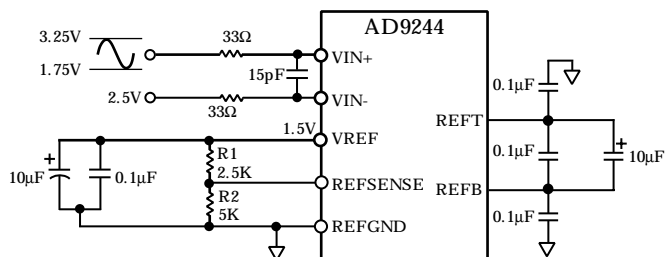 AD9244
3.25V
33Ω
VIN+
1.75V
15pF
2.5V
VIN-
33Ω
0.1µF
REFT
1.5V
VREF
R1
2.5K
0.1µF
10µF
10µF
0.1µF
REFSENSE
REFB
R2
5K
0.1µF
REFGND
+
+